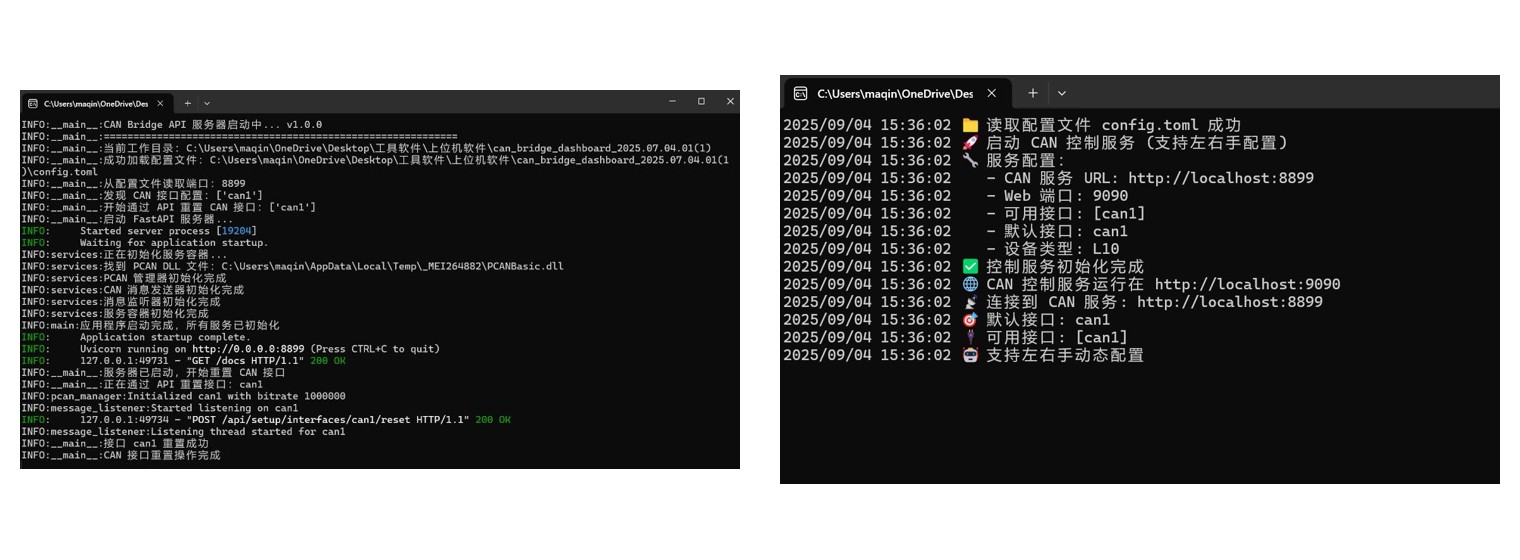 C:\Users\maqin\OneDrive\Des
INFO:__main__:CAN Bridge API 服务器启动中... v1.0.0
INFO:__main__:============================================================
INFO:__main__:当前工作目录: C:\Users\maqin\OneDrive\Desktop\工具软件\上位机软件\can_bridge_dashboard_2025.07.04.01(1)
INFO:__main__:成功加载配置文件: C:\Users\maqin\OneDrive\Desktop\工具软件\上位机软件\can_bridge_dashboard_2025.07.04.01(1
)\config.toml
INFO:__main__:从配置文件读取端口: 8899
INFO:__main__:发现 CAN 接口配置: ['can1']
INFO:__main__:开始通过 API 重置 CAN 接口: ['can1']
INFO:__main__:启动 FastAPI 服务器...
INFO:     Started server process [19204]
INFO:     Waiting for application startup.
INFO:services:正在初始化服务容器...
INFO:services:找到 PCAN DLL 文件: C:\Users\maqin\AppData\Local\Temp\_MEI264882\PCANBasic.dll
INFO:services:PCAN 管理器初始化完成
INFO:services:CAN 消息发送器初始化完成
INFO:services:消息监听器初始化完成
INFO:services:服务容器初始化完成
INFO:main:应用程序启动完成，所有服务已初始化
INFO:     Application startup complete.
INFO:     Uvicorn running on http://0.0.0.0:8899 (Press CTRL+C to quit)
INFO:     127.0.0.1:49731 - "GET /docs HTTP/1.1" 200 OK
INFO:__main__:服务器已启动，开始重置 CAN 接口
INFO:__main__:正在通过 API 重置接口: can1
INFO:pcan_manager:Initialized can1 with bitrate 1000000
INFO:message_listener:Started listening on can1
INFO:     127.0.0.1:49734 - "POST /api/setup/interfaces/can1/reset HTTP/1.1" 200 OK
INFO:message_listener:Listening thread started for can1
INFO:__main__:接口 can1 重置成功
INFO:__main__:CAN 接口重置操作完成
C:\Users\maqin\OneDrive\Des
2025/09/04 15:36:02 📁 读取配置文件 config.toml 成功
2025/09/04 15:36:02 🚀 启动 CAN 控制服务 (支持左右手配置)
2025/09/04 15:36:02 🔧 服务配置:
2025/09/04 15:36:02    - CAN 服务 URL: http://localhost:8899
2025/09/04 15:36:02    - Web 端口: 9090
2025/09/04 15:36:02    - 可用接口: [can1]
2025/09/04 15:36:02    - 默认接口: can1
2025/09/04 15:36:02    - 设备类型: L10
2025/09/04 15:36:02 ✅ 控制服务初始化完成
2025/09/04 15:36:02 🌐 CAN 控制服务运行在 http://localhost:9090
2025/09/04 15:36:02 📡 连接到 CAN 服务: http://localhost:8899
2025/09/04 15:36:02 🎯 默认接口: can1
2025/09/04 15:36:02 🔌 可用接口: [can1]
2025/09/04 15:36:02 🤖 支持左右手动态配置